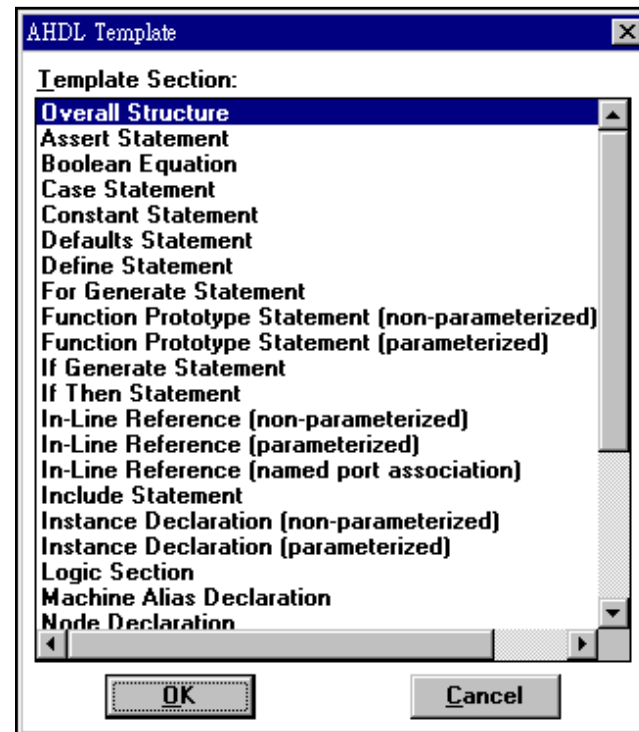 AHDL Template
Template Section:
Overall Structure
Assert Statement
Boolean Equation
Case Statement
Constant Statement
Defaults Statement
Define Statement
For Generate Statement
Function Prototype Statement (non-parameterized)
Function Prototype Statement (parameterized)
If Generate Statement
If Then Statement
In-Line Reference (non-parameterized)
In-Line Reference (parameterized)
In-Line Reference (named port association)
Include Statement
Instance Declaration (non-parameterized)
Instance Declaration (parameterized)
Logic Section
Machine Alias Declaration
Node Declaration
OK
Cancel